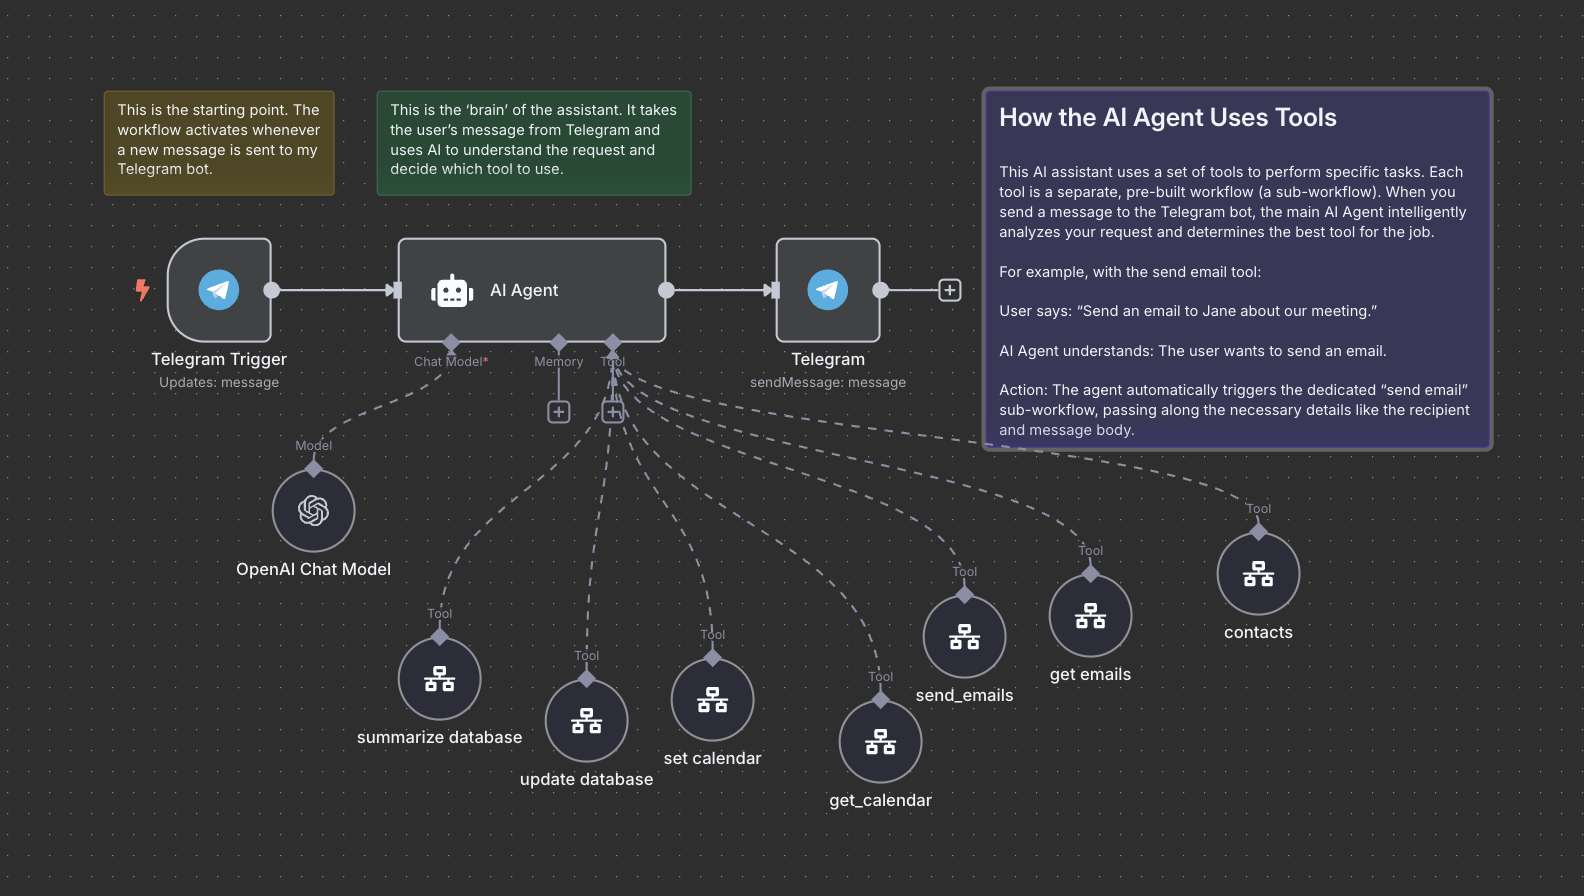 This is the starting point. The
workflow activates whenever
a new message is sent to my
Telegram bot.
This is the ‘brain’ of the assistant. It takes
the user’s message from Telegram and
uses AI to understand the request and
decide which tool to use.
How the AI Agent Uses Tools
This AI assistant uses a set of tools to perform specific tasks. Each
tool is a separate, pre-built workflow (a sub-workflow). When you
send a message to the Telegram bot, the main AI Agent intelligently
analyzes your request and determines the best tool for the job.
For example, with the send email tool:
User says: “Send an email to Jane about our meeting.”
AI Agent understands: The user wants to send an email.
Action: The agent automatically triggers the dedicated “send email”
sub-workflow, passing along the necessary details like the recipient
and message body.
AI Agent
Telegram Trigger
Updates: message
Chat Model*
Memory
Tool
Telegram
sendMessage: message
Model
OpenAI Chat Model
Tool
summarize database
Tool
update database
Tool
set calendar
Tool
get_calendar
Tool
send_emails
Tool
get emails
Tool
contacts